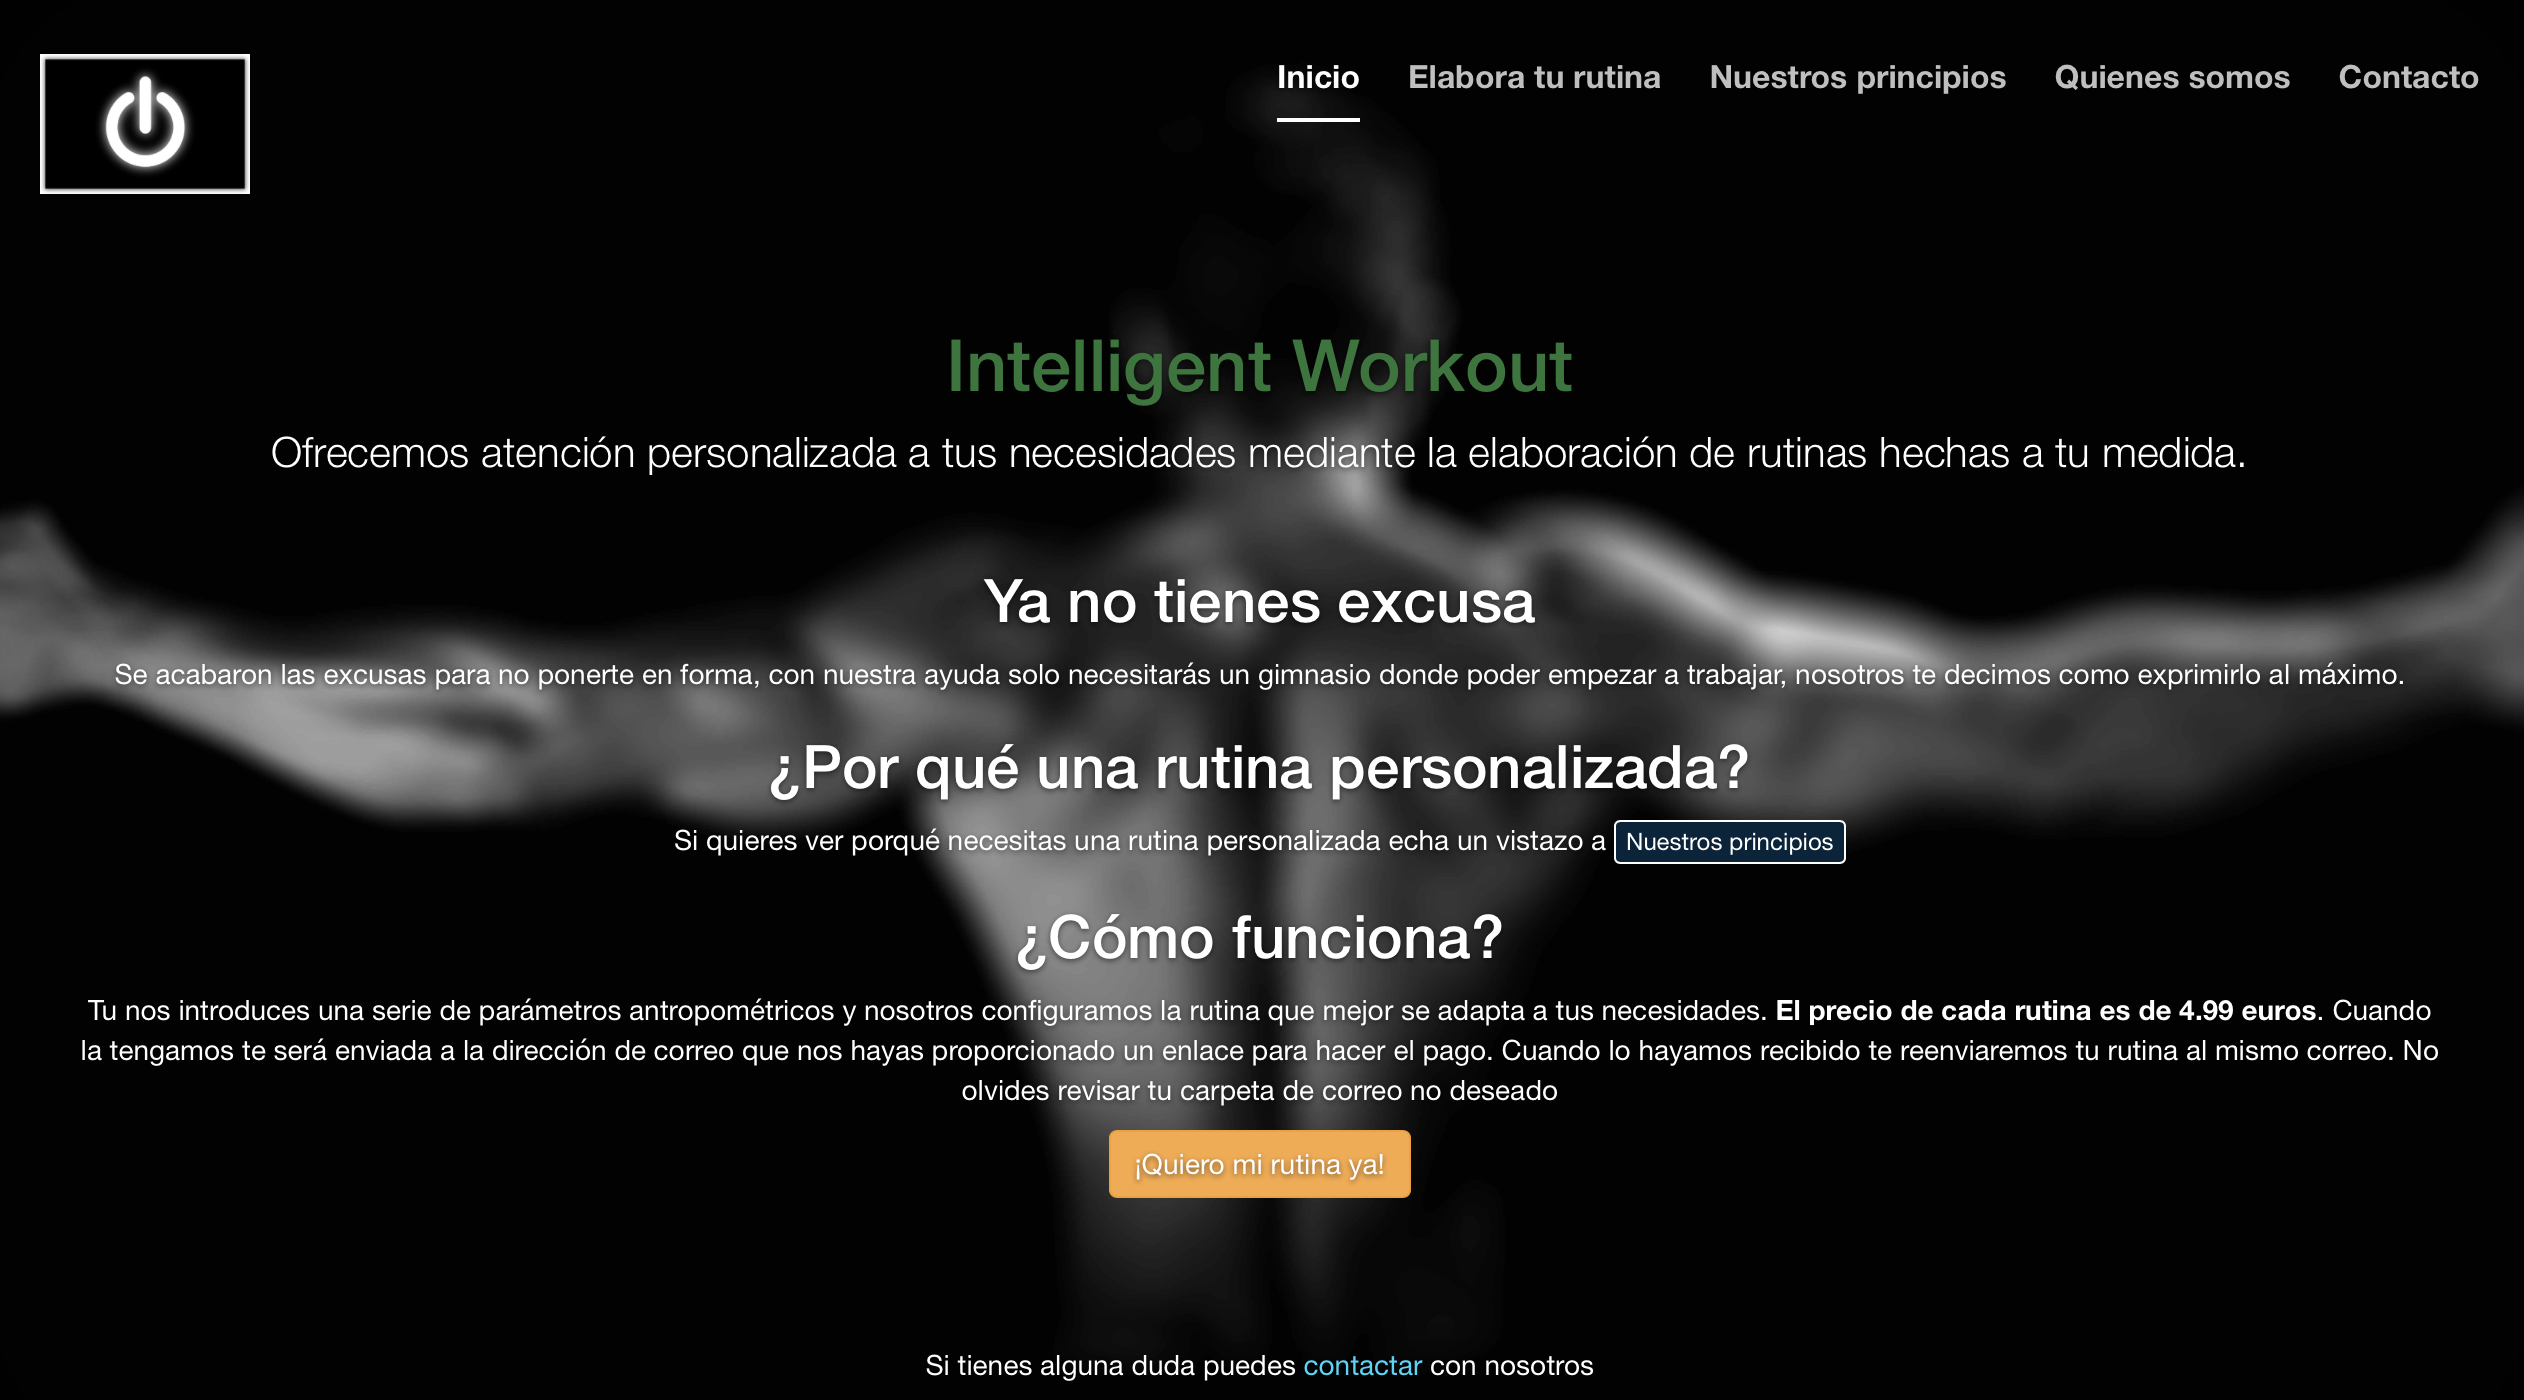 Inicio Elabora tu rutina Nuestros principios Quienes somos Contacto
Intelligent Workout
Ofrecemos atención personalizada a tus necesidades mediante la elaboración de rutinas hechas a tu medida.
Ya no tienes excusa
Se acabaron las excusas para no ponerte en forma, con nuestra ayuda solo necesitarás un gimnasio donde poder empezar a trabajar, nosotros te decimos como exprimirlo al máximo.
¿Por qué una rutina personalizada?
Si quieres ver porqué necesitas una rutina personalizada echa un vistazo a Nuestros principios
¿Cómo funciona?
Tu nos introduces una serie de parámetros antropométricos y nosotros configuramos la rutina que mejor se adapta a tus necesidades. El precio de cada rutina es de 4.99 euros. Cuando
la tengamos te será enviada a la dirección de correo que nos hayas proporcionado un enlace para hacer el pago. Cuando lo hayamos recibido te reenviaremos tu rutina al mismo correo. No
olvides revisar tu carpeta de correo no deseado
¡Quiero mi rutina ya!
Si tienes alguna duda puedes contactar con nosotros